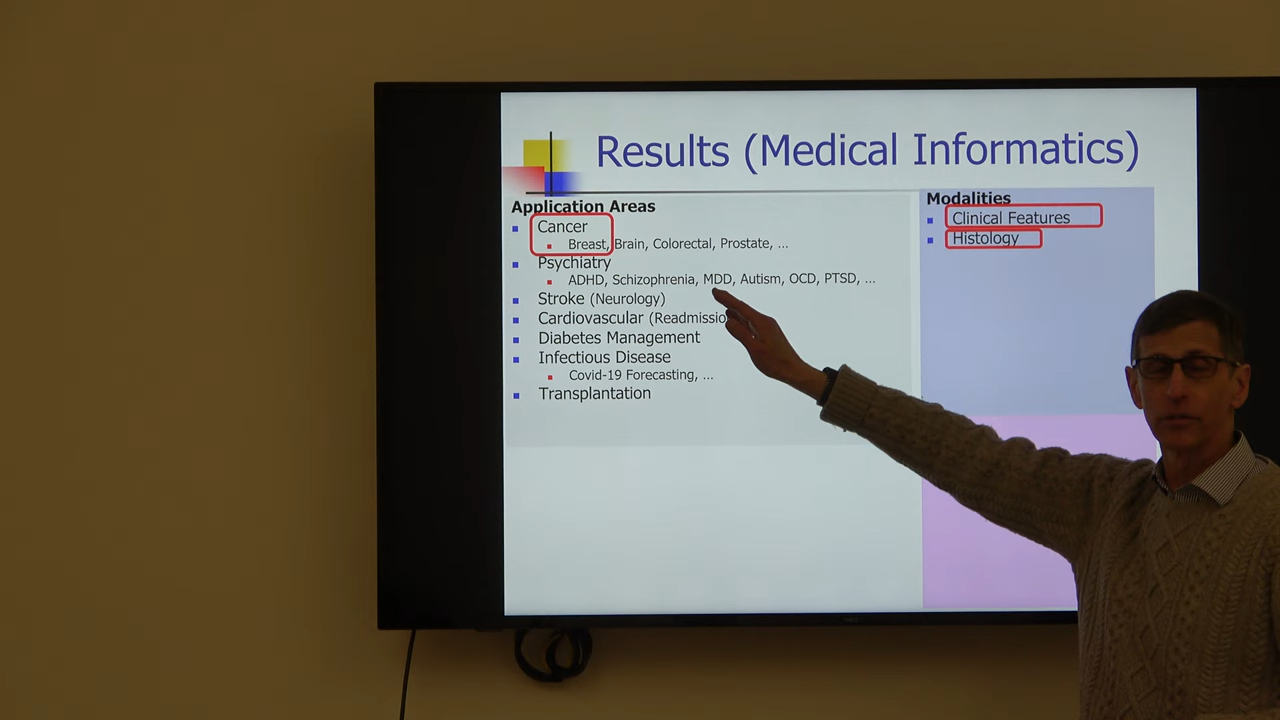 Results (Medical Informatics)
Application Areas
Cancer
Breast, Brain, Colorectal, Prostate, ...
Psychiatry
ADHD, Schizophrenia, MDD, Autism, OCD, PTSD, ...
Stroke (Neurology)
Cardiovascular (Readmissio
Diabetes Management
Infectious Disease
Covid-19 Forecasting, ...
Transplantation
Modalities
Clinical Features
Histology